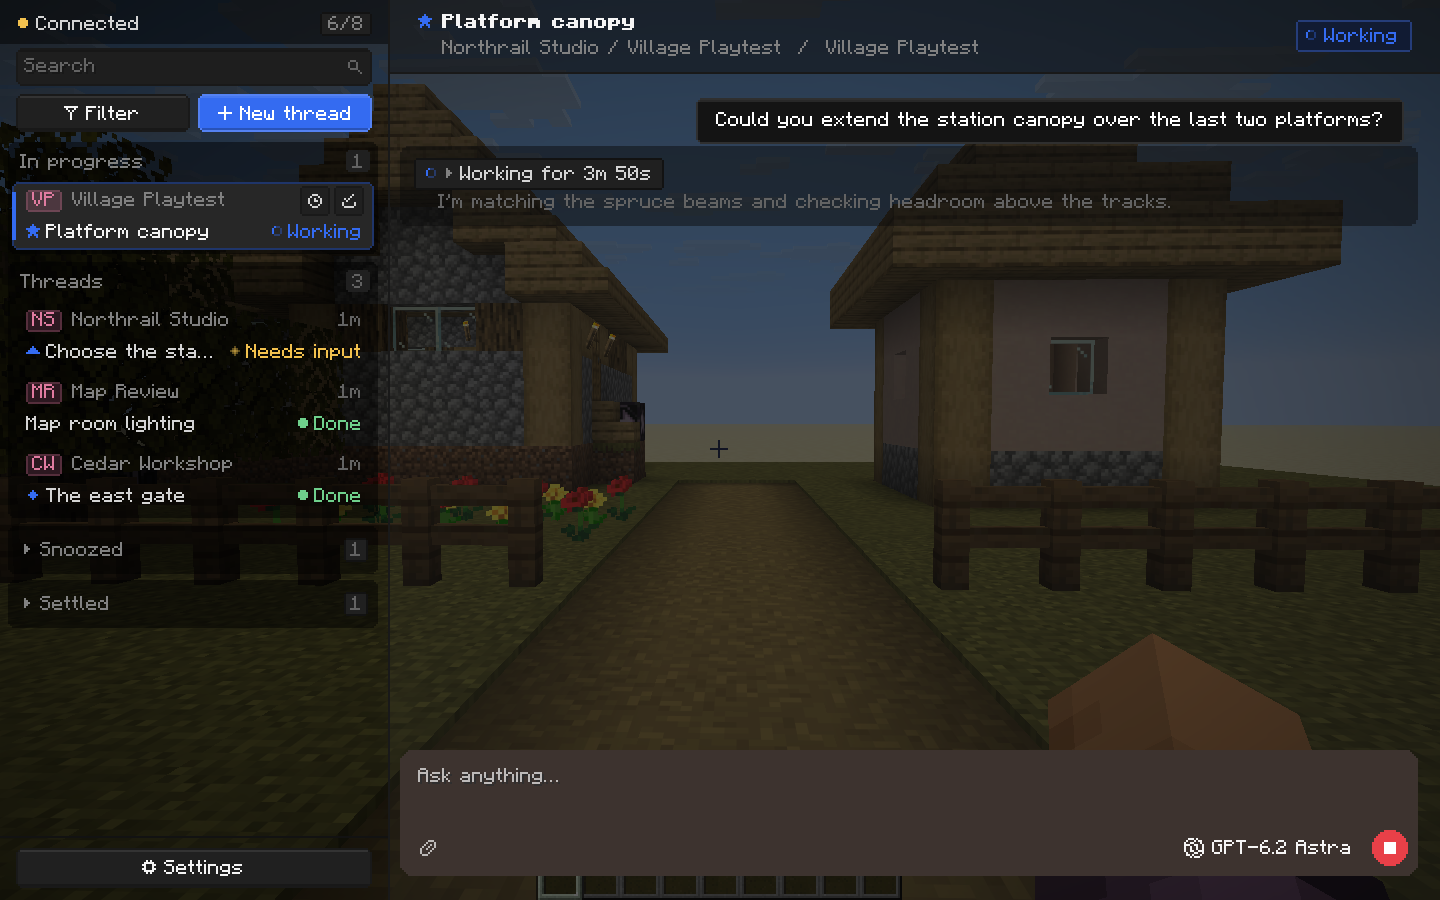 Connected
6/8
Search
Filter
+ New thread
In progress
1
VP Village Playtest
Platform canopy
Working
Threads
3
NS Northrail Studio
1m
Choose the sta...
Needs input
MR Map Review
1m
Map room lighting
Done
CW Cedar Workshop
1m
The east gate
Done
Snoozed
1
Settled
1
Settings
Platform canopy
Northrail Studio / Village Playtest / Village Playtest
Working
Could you extend the station canopy over the last two platforms?
Working for 3m 50s
I'm matching the spruce beams and checking headroom above the tracks.
Ask anything...
GPT-6.2 Astra